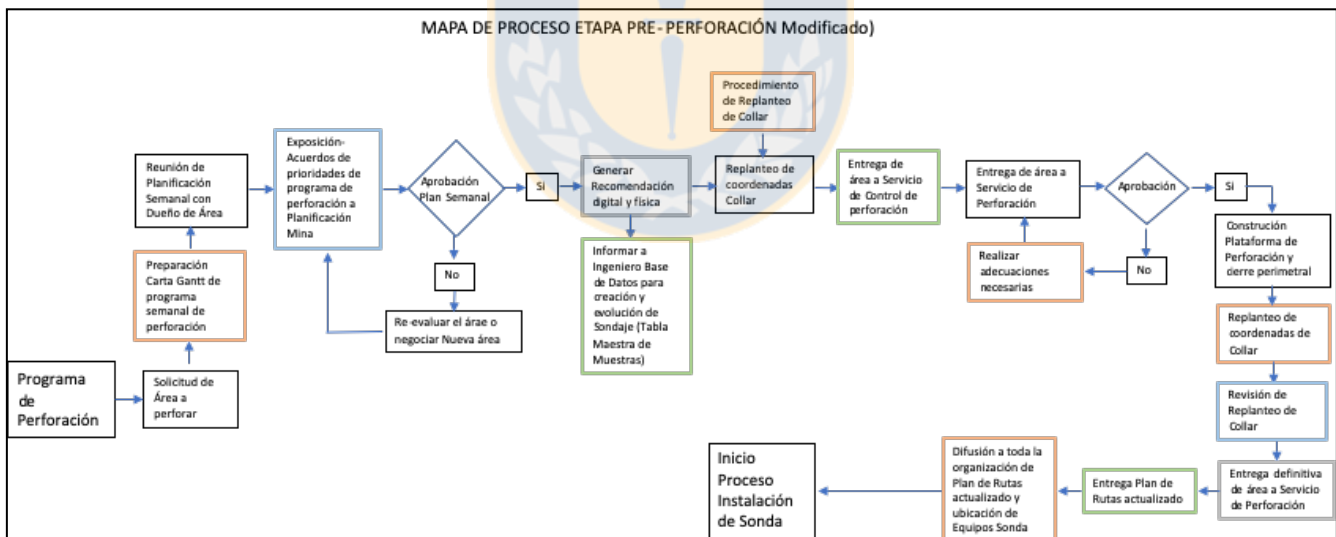 MAPA DE PROCESO ETAPA PRE- PERFORACIÓN Modificado)
Programa
de
Perforación
Solicitud de
Área a
perforar
Preparación
Carta Gantt de
programa
semanal de
perforación
Reunión de
Planificación
Semanal con
Dueño de Área
Exposición-
Acuerdos de
prioridades de
programa de
perforación a
Planificación
Mina
Aprobación
Plan Semanal
No
Re-evaluar el árae o
negociar Nueva área
Si
Generar
Recomendación
digital y física
Informar a
Ingeniero Base
de Datos para
creación y
evolución de
Sondaje (Tabla
Maestra de
Muestras)
Procedimiento
de Replanteo
de Collar
Replanteo de
coordenadas
Collar
Entrega de
área a Servicio
de Control de
perforación
Entrega de área a
Servicio de
Perforación
Aprobación
No
Realizar
adecuaciones
necesarias
Si
Construción
Plataforma de
Perforación y
cierre perimetral
Replanteo de
coordenadas de
Collar
Revisión de
Replanteo de
Collar
Entrega definitiva
de área a Servicio
de Perforación
Entrega Plan de
Rutas actualizado
Difusión a toda la
organización de
Plan de Rutas
actualizado y
ubicación de
Equipos Sonda
Inicio
Proceso
Instalación
de Sonda